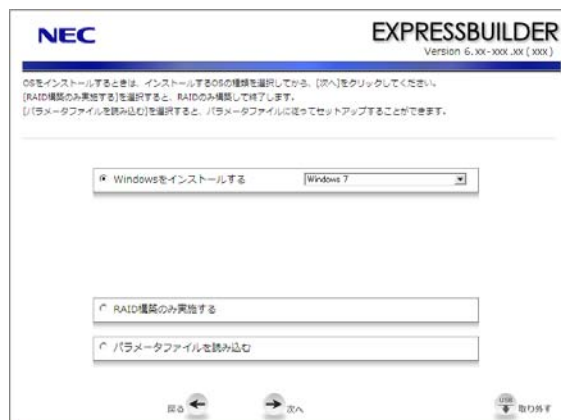 NEC
EXPRESSBUILDER
Version 6.xx-xxx.xx (xxx)
OSをインストールするときは、インストールするOSの種類を選択してから、[次へ]をクリックしてください。
[RAID構築のみ実施する]を選択すると、RAIDのみ構築して終了します。
[パラメータファイルを読み込む]を選択すると、パラメータファイルに従ってセットアップすることができます。
Windowsをインストールする
Windows 7
RAID構築のみ実施する
パラメータファイルを読み込む
戻る
次へ
USB
取り外す